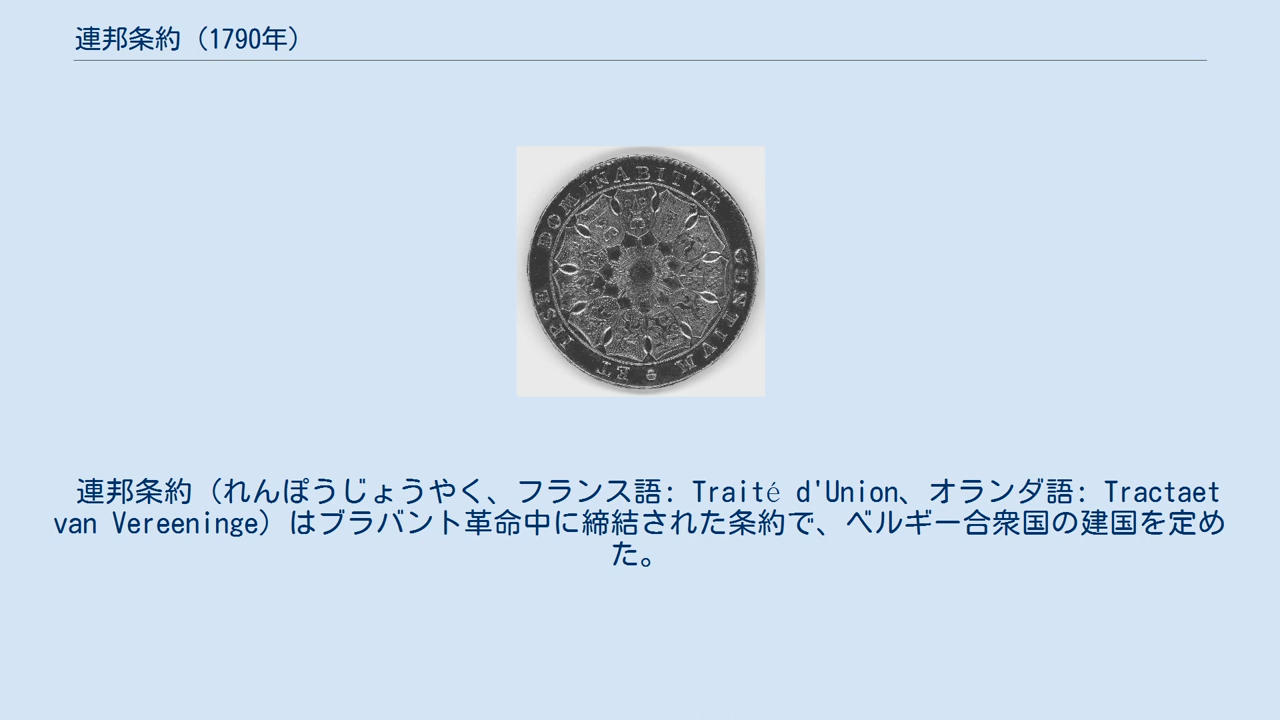 連邦条約（1790年）
ET IPSE DOMINABITVR GENTIVM
連邦条約（れんぽうじょうやく、フランス語: Traité d'Union、オランダ語: Tractaet
van Vereeninge）はブラバント革命中に締結された条約で、ベルギー合衆国の建国を定め
た。